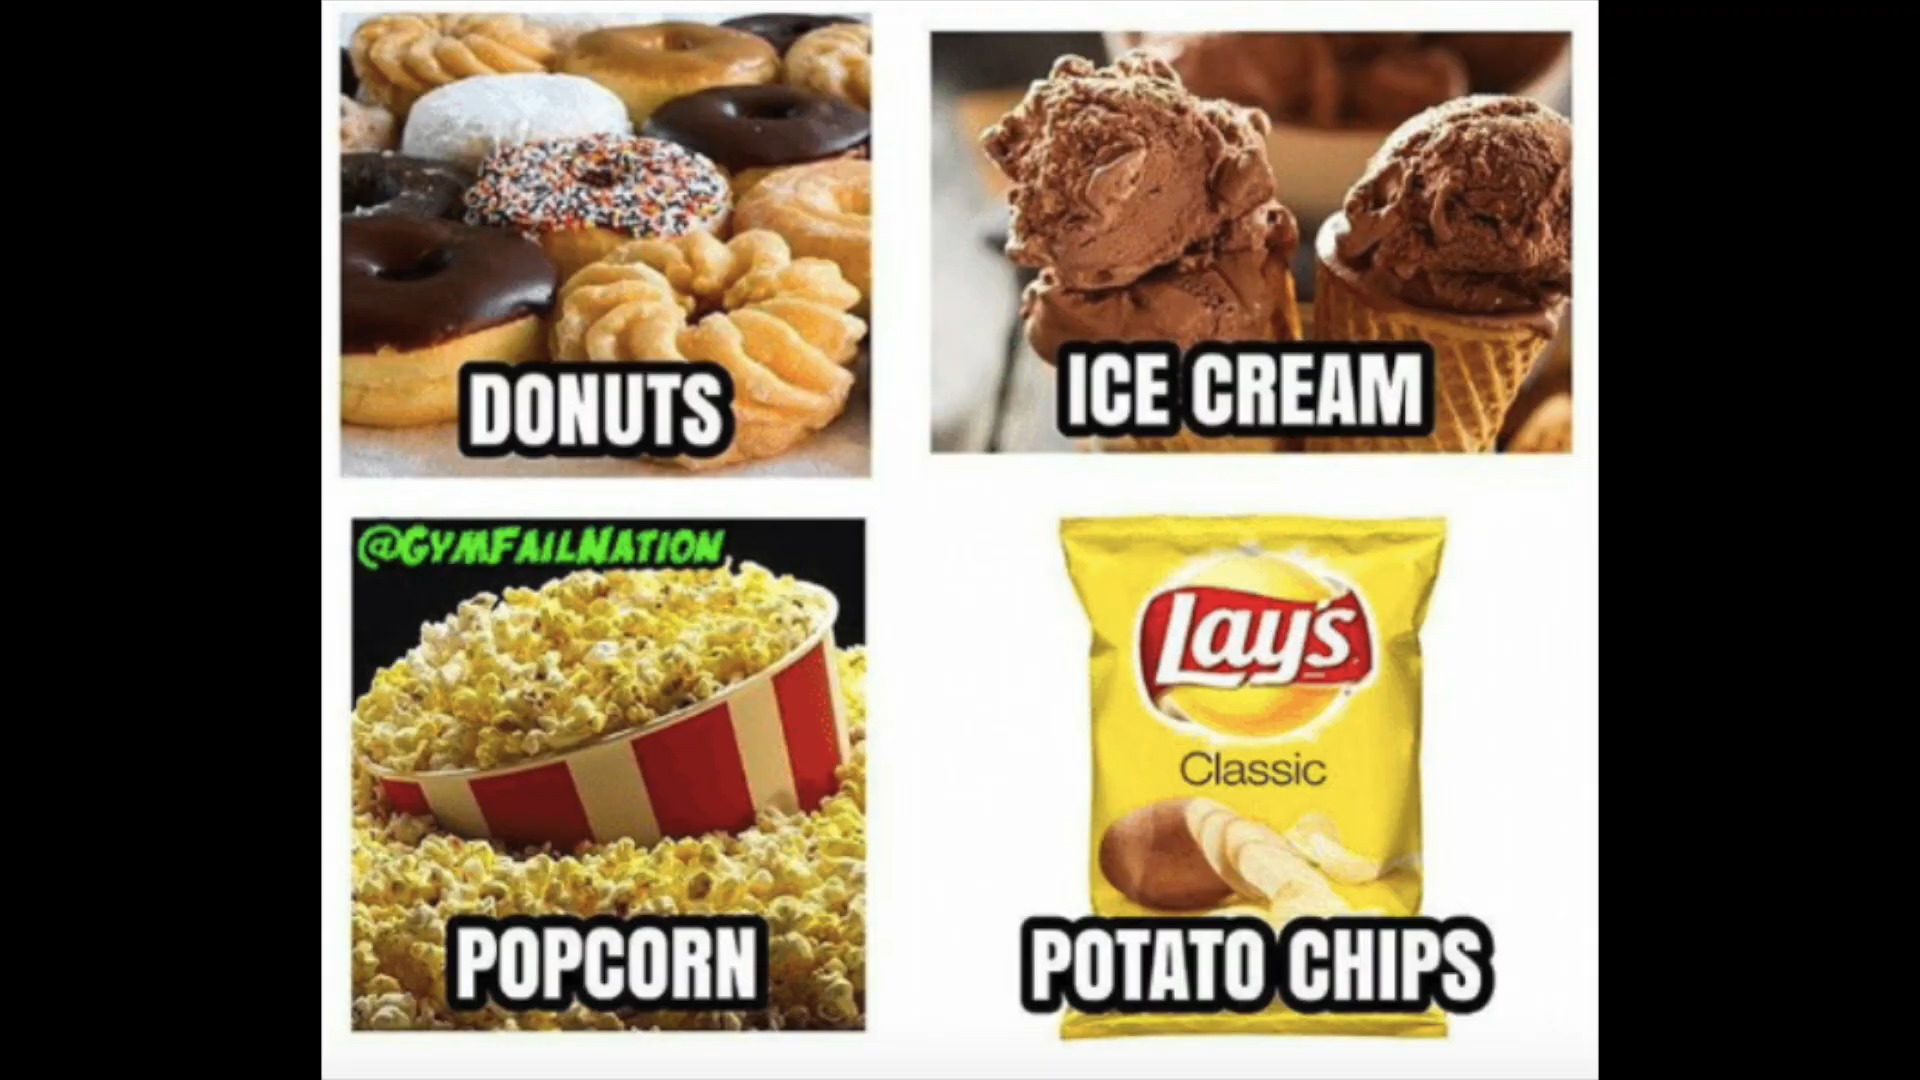 DONUTS
ICE CREAM
@GYMFAILNATION
POPCORN
Lay's
Classic
POTATO CHIPS